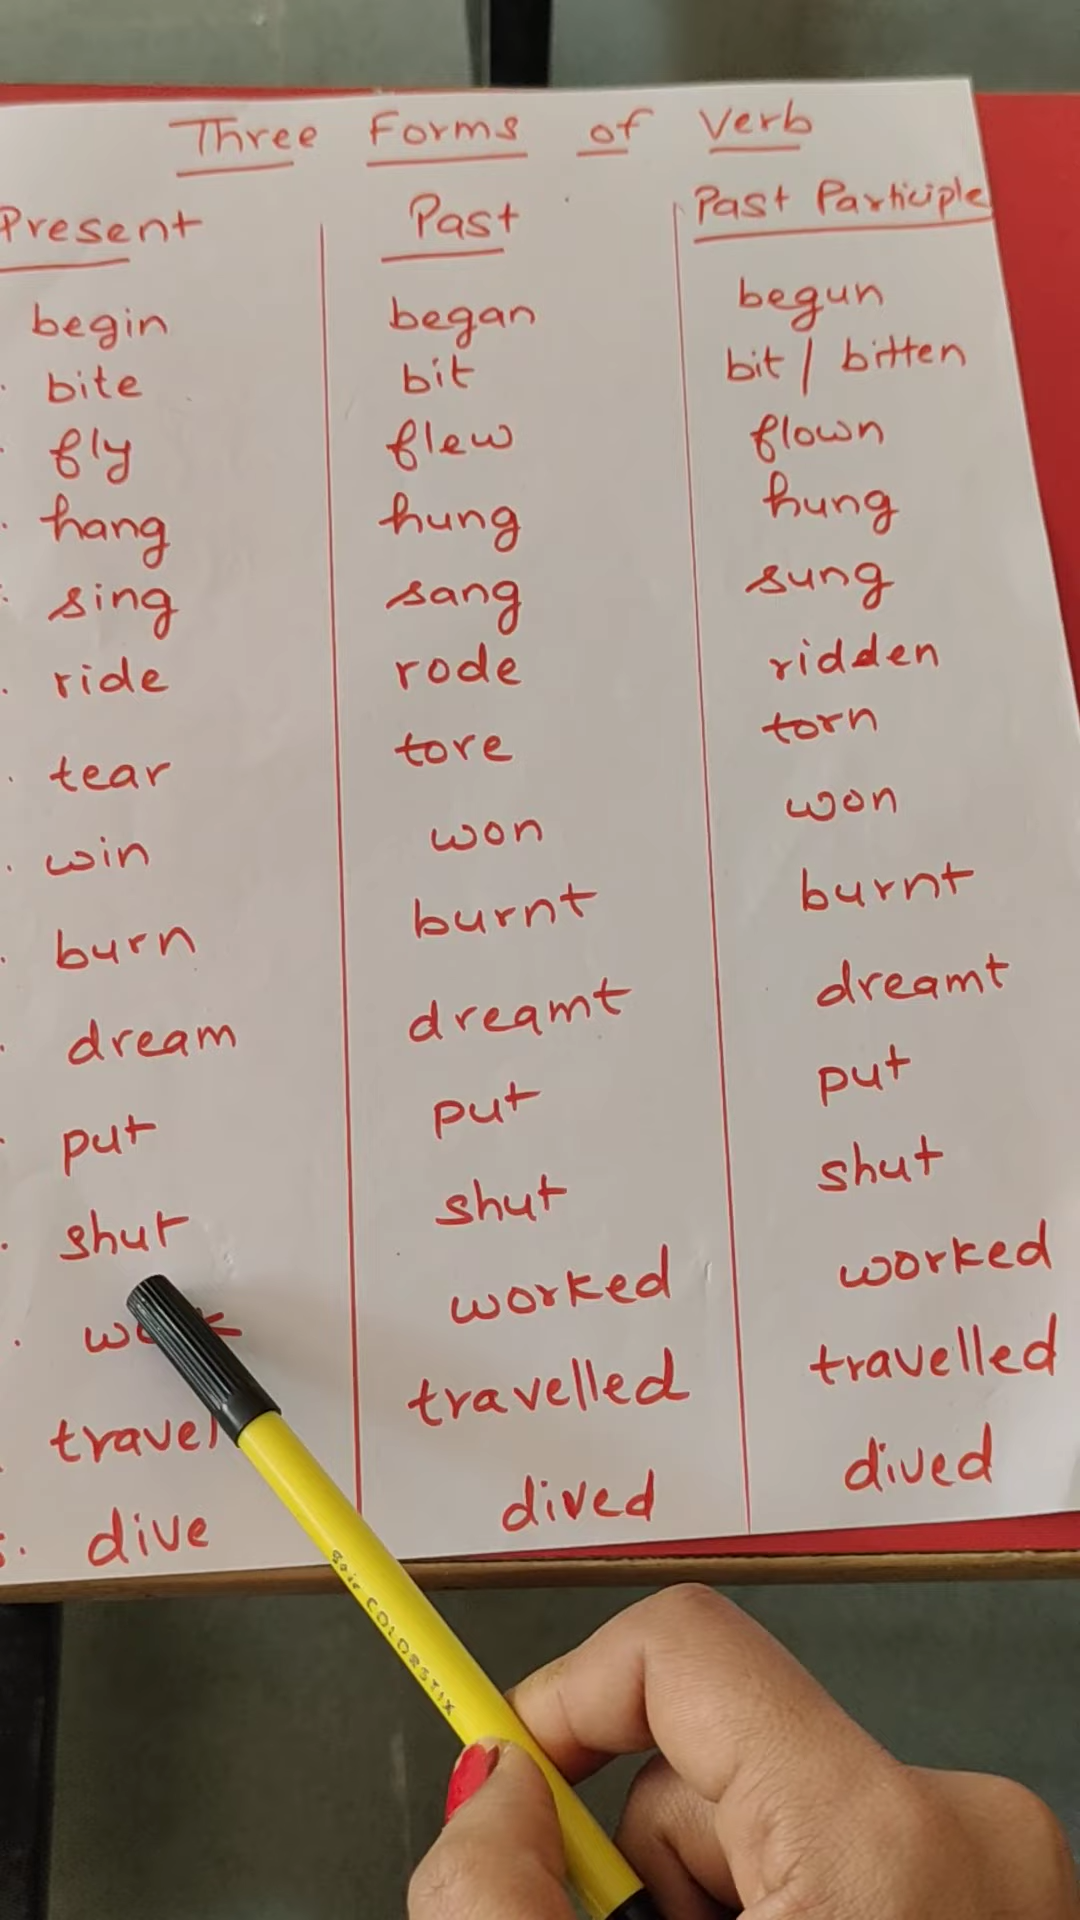 Three Forms of Verb
Present Past Past Participle
begin began begun
bite bit bit / bitten
fly flew flown
hang hung hung
sing sang sung
ride rode ridden
tear tore torn
win won won
burn burnt burnt
dream dreamt dreamt
put put put
shut shut shut
worked worked
travel travelled travelled
dive dived dived
COLORSTIX